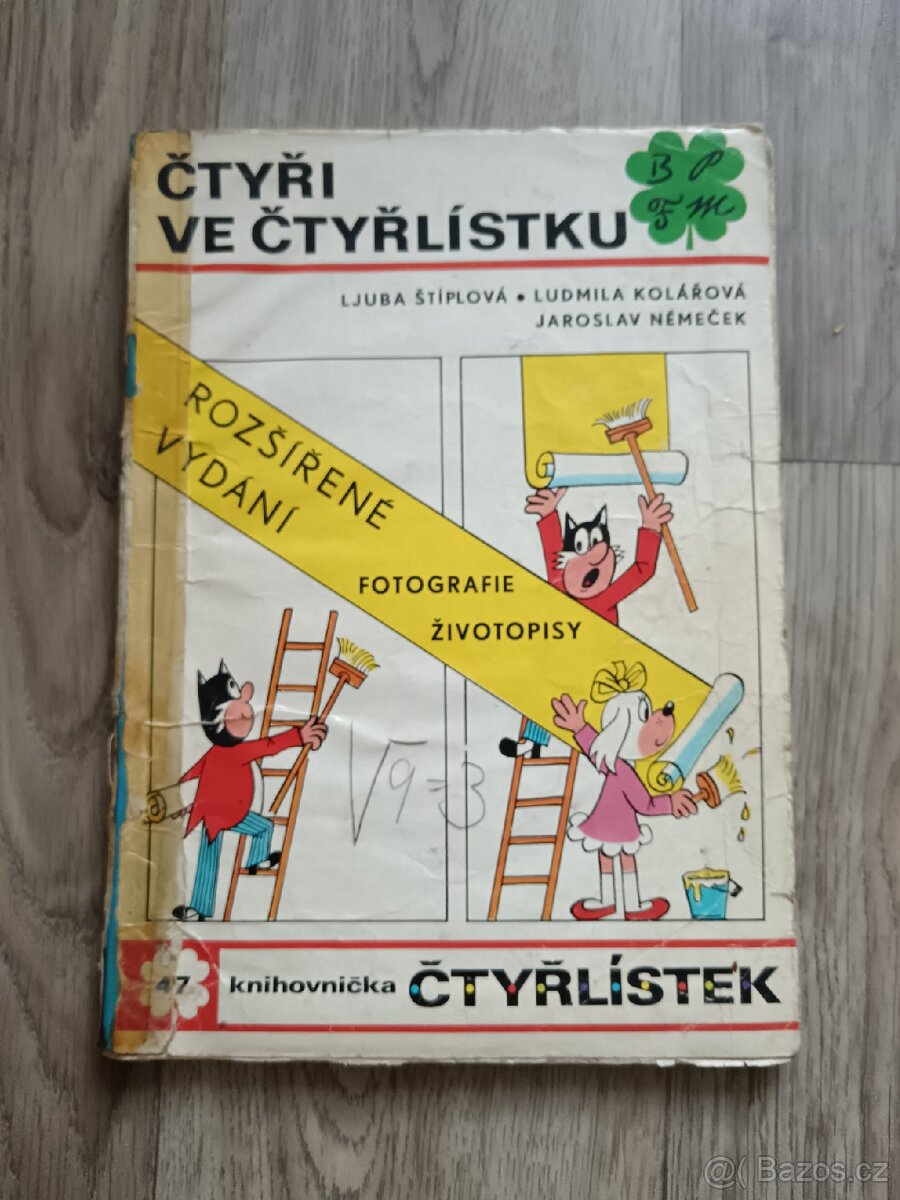 ČTYŘI
VE ČTYŘLÍSTKU
B P
F M
LJUBA ŠTÍPLOVÁ • LUDMILA KOLÁŘOVÁ
JAROSLAV NĚMEČEK
ROZŠÍŘENÉ
VYDÁNÍ
FOTOGRAFIE
ŽIVOTOPISY
√9=3
47 knihovnička ČTYŘLÍSTEK
@( Bazos.cz